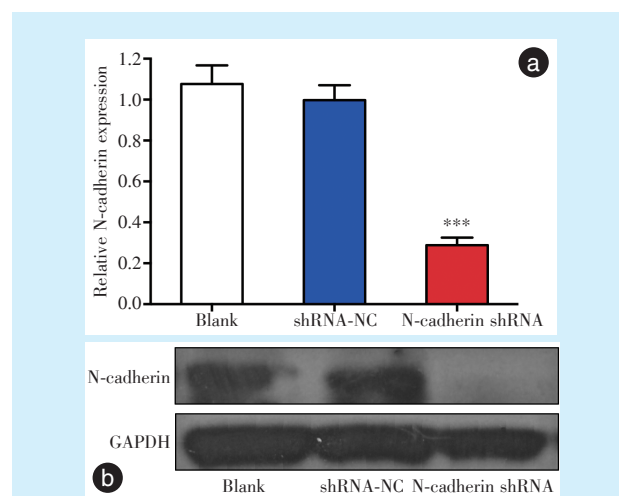 a
Relative N-cadherin expression
1.2
1.0
0.8
0.6
0.4
0.2
0.0
***
Blank shRNA-NC N-cadherin shRNA
N-cadherin
GAPDH
b
Blank shRNA-NC N-cadherin shRNA